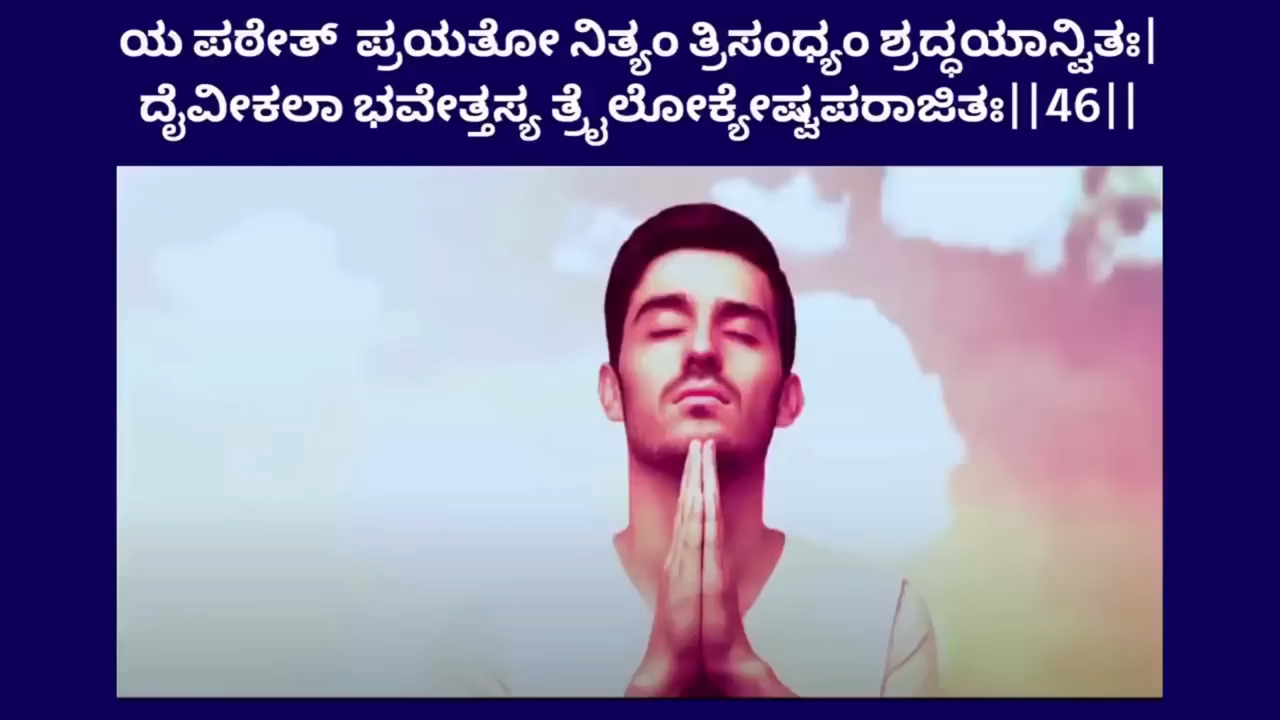 ಯ ಪಠೇತ್ ಪ್ರಯತೋ ನಿತ್ಯಂ ತ್ರಿಸಂಧ್ಯಂ ಶ್ರದ್ಧಯಾನ್ವಿತಃ|
ದೈವೀಕಲಾ ಭವೇತ್ತಸ್ಯ ತ್ರೈಲೋಕ್ಯೇಷ್ವಪರಾಜಿತಃ||46||